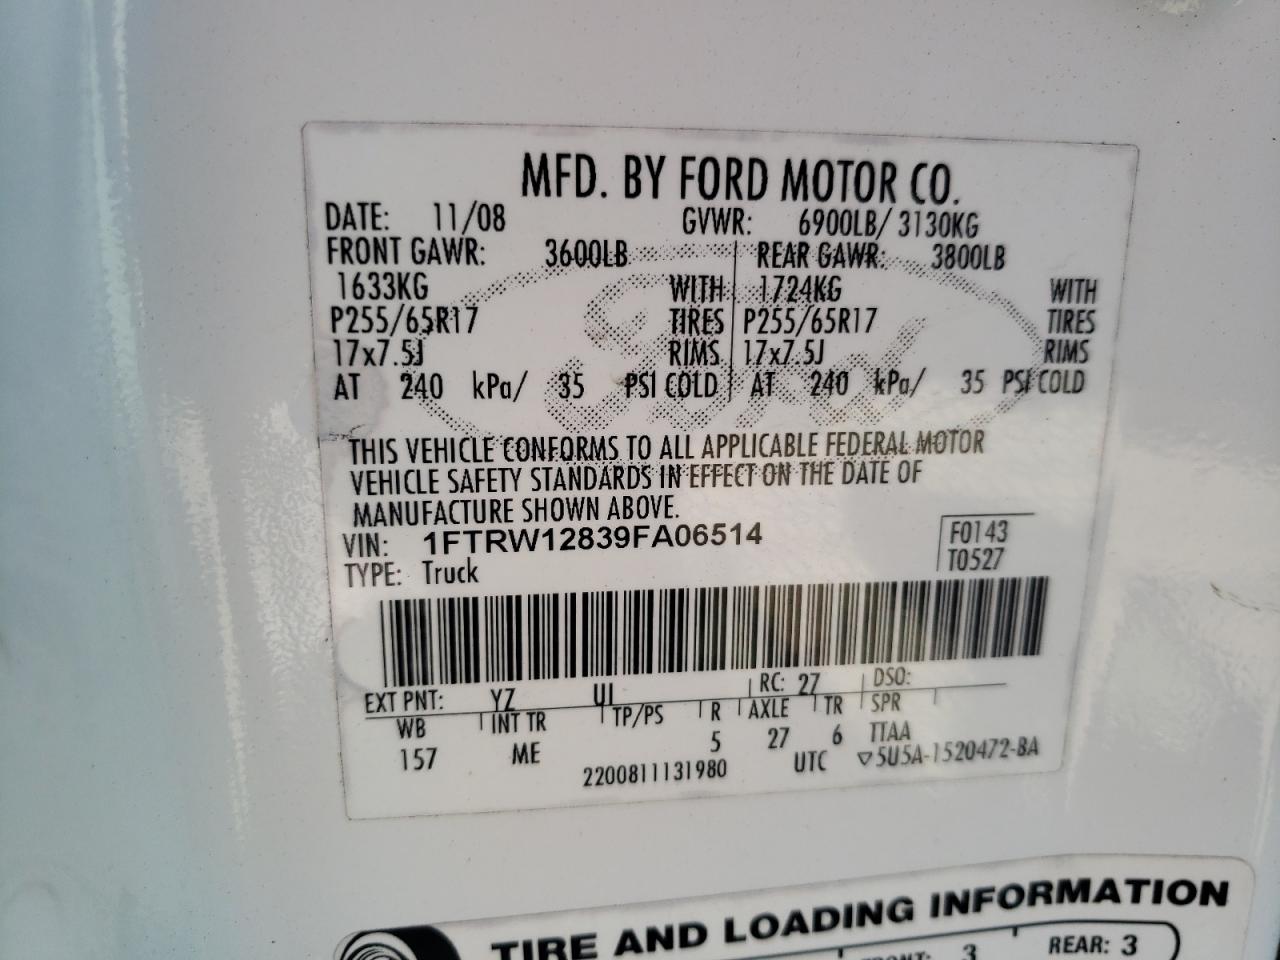 MFD. BY FORD MOTOR CO.
DATE: 11/08 GVWR: 6900LB/ 3130KG
FRONT GAWR: 3600LB REAR GAWR: 3800LB
1633KG WITH 1724KG WITH
P255/65R17 TIRES P255/65R17 TIRES
17x7.5J RIMS 17x7.5J RIMS
AT 240 kPa/ 35 PSI COLD AT 240 kPa/ 35 PSI COLD
THIS VEHICLE CONFORMS TO ALL APPLICABLE FEDERAL MOTOR
VEHICLE SAFETY STANDARDS IN EFFECT ON THE DATE OF
MANUFACTURE SHOWN ABOVE.
VIN: 1FTRW12839FA06514 F0143
TYPE: Truck T0527
EXT PNT: YZ UI RC: 27 DSO:
WB INT TR TP/PS R AXLE TR SPR
157 ME 5 27 6 TTAA
2200811131980 UTC ▽5U5A-1520472-BA
TIRE AND LOADING INFORMATION
FRONT: 3 REAR: 3